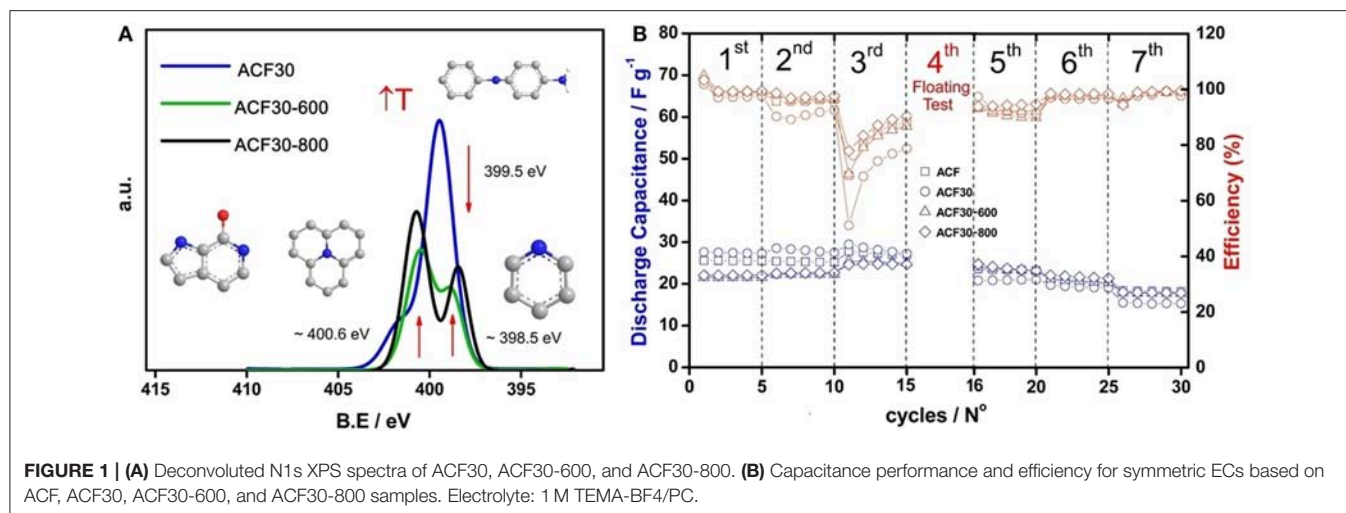 A
ACF30
ACF30-600
ACF30-800
↑T
399.5 eV
~ 400.6 eV
~ 398.5 eV
a.u.
415 410 405 400 395
B.E / eV
B
80
70
60
50
40
30
20
10
0
Discharge Capacitance / F g⁻¹
1st 2nd 3rd 4th 5th 6th 7th
Floating
Test
ACF
ACF30
ACF30-600
ACF30-800
120
100
80
60
40
20
0
Efficiency (%)
0 5 10 15 16 20 25 30
cycles / Nº
FIGURE 1 | (A) Deconvoluted N1s XPS spectra of ACF30, ACF30-600, and ACF30-800. (B) Capacitance performance and efficiency for symmetric ECs based on
ACF, ACF30, ACF30-600, and ACF30-800 samples. Electrolyte: 1 M TEMA-BF4/PC.